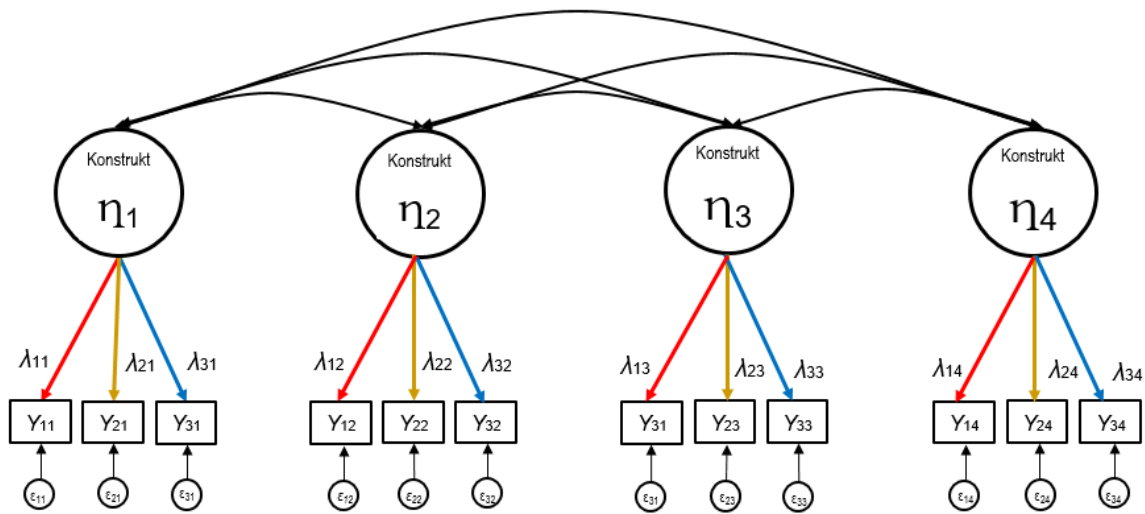 Konstrukt Konstrukt Konstrukt Konstrukt
η1 η2 η3 η4
λ11 λ21 λ31 λ12 λ22 λ32 λ13 λ23 λ33 λ14 λ24 λ34
Y11 Y21 Y31 Y12 Y22 Y32 Y31 Y23 Y33 Y14 Y24 Y34
ε11 ε21 ε31 ε12 ε22 ε32 ε31 ε23 ε33 ε14 ε24 ε34